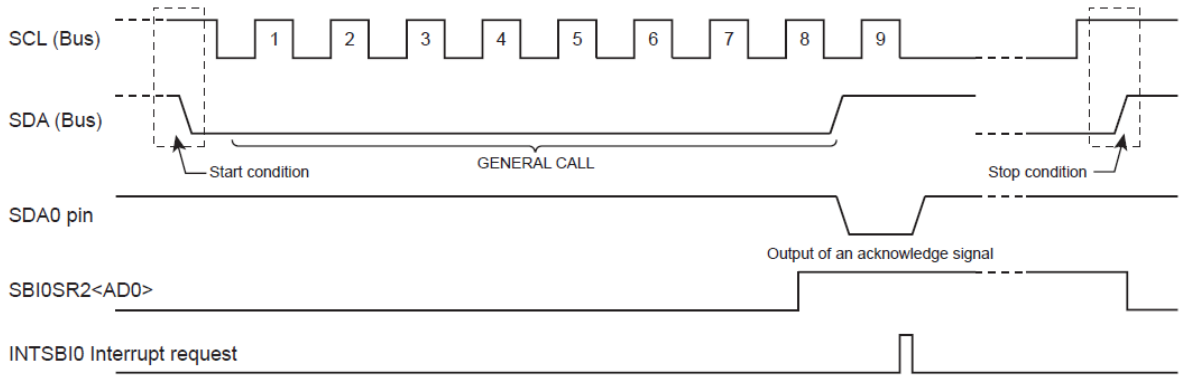 SCL (Bus)
1 2 3 4 5 6 7 8 9
SDA (Bus)
Start condition
GENERAL CALL
Stop condition
SDA0 pin
Output of an acknowledge signal
SBI0SR2<AD0>
INTSBI0 Interrupt request